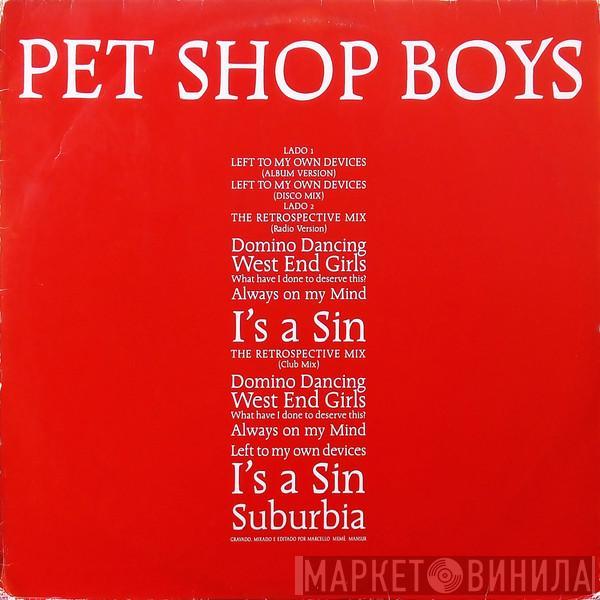 PET SHOP BOYS
LADO 1
LEFT TO MY OWN DEVICES
(ALBUM VERSION)
LEFT TO MY OWN DEVICES
(DISCO MIX)
LADO 2
THE RETROSPECTIVE MIX
(Radio Version)
Domino Dancing
West End Girls
What have I done to deserve this?
Always on my Mind
I's a Sin
THE RETROSPECTIVE MIX
(Club Mix)
Domino Dancing
West End Girls
What have I done to deserve this?
Always on my Mind
Left to my own devices
I's a Sin
Suburbia
GRAVADO, MIXADO E EDITADO POR MARCELLO MEMÊ MANSUR
МАРКЕТ ВИНИЛА